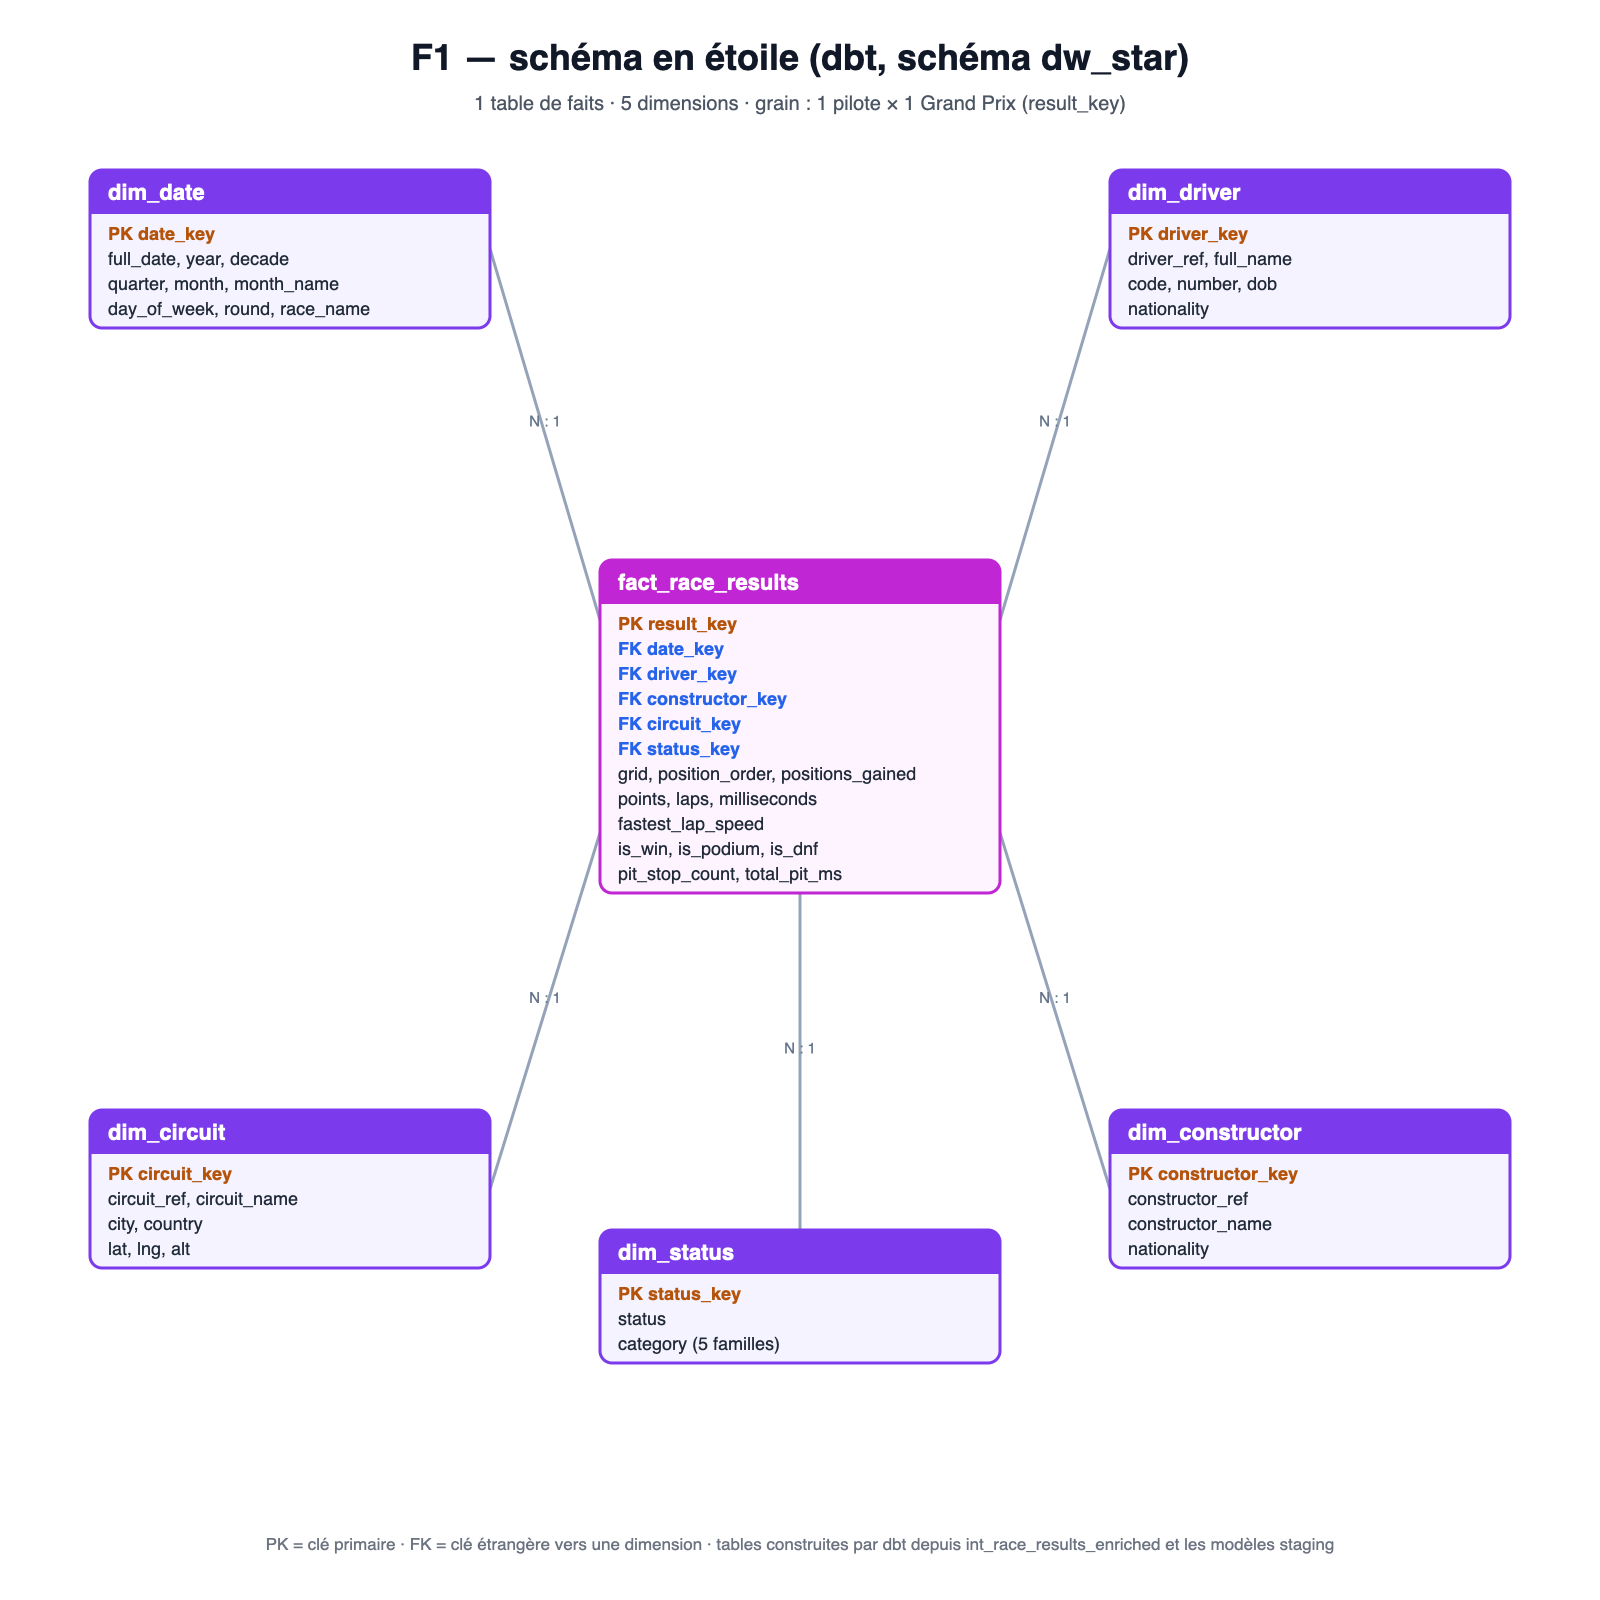 F1 — schéma en étoile (dbt, schéma dw_star)
1 table de faits · 5 dimensions · grain : 1 pilote × 1 Grand Prix (result_key)
dim_date
PK date_key
full_date, year, decade
quarter, month, month_name
day_of_week, round, race_name
dim_driver
PK driver_key
driver_ref, full_name
code, number, dob
nationality
N : 1
N : 1
fact_race_results
PK result_key
FK date_key
FK driver_key
FK constructor_key
FK circuit_key
FK status_key
grid, position_order, positions_gained
points, laps, milliseconds
fastest_lap_speed
is_win, is_podium, is_dnf
pit_stop_count, total_pit_ms
N : 1
N : 1
N : 1
dim_circuit
PK circuit_key
circuit_ref, circuit_name
city, country
lat, lng, alt
dim_status
PK status_key
status
category (5 familles)
dim_constructor
PK constructor_key
constructor_ref
constructor_name
nationality
PK = clé primaire · FK = clé étrangère vers une dimension · tables construites par dbt depuis int_race_results_enriched et les modèles staging